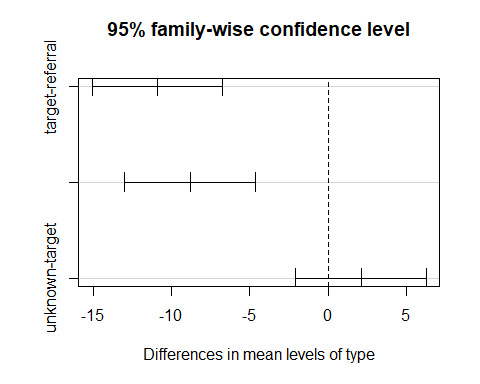 95% family-wise confidence level
target-referral
unknown-target
-15 -10 -5 0 5
Differences in mean levels of type